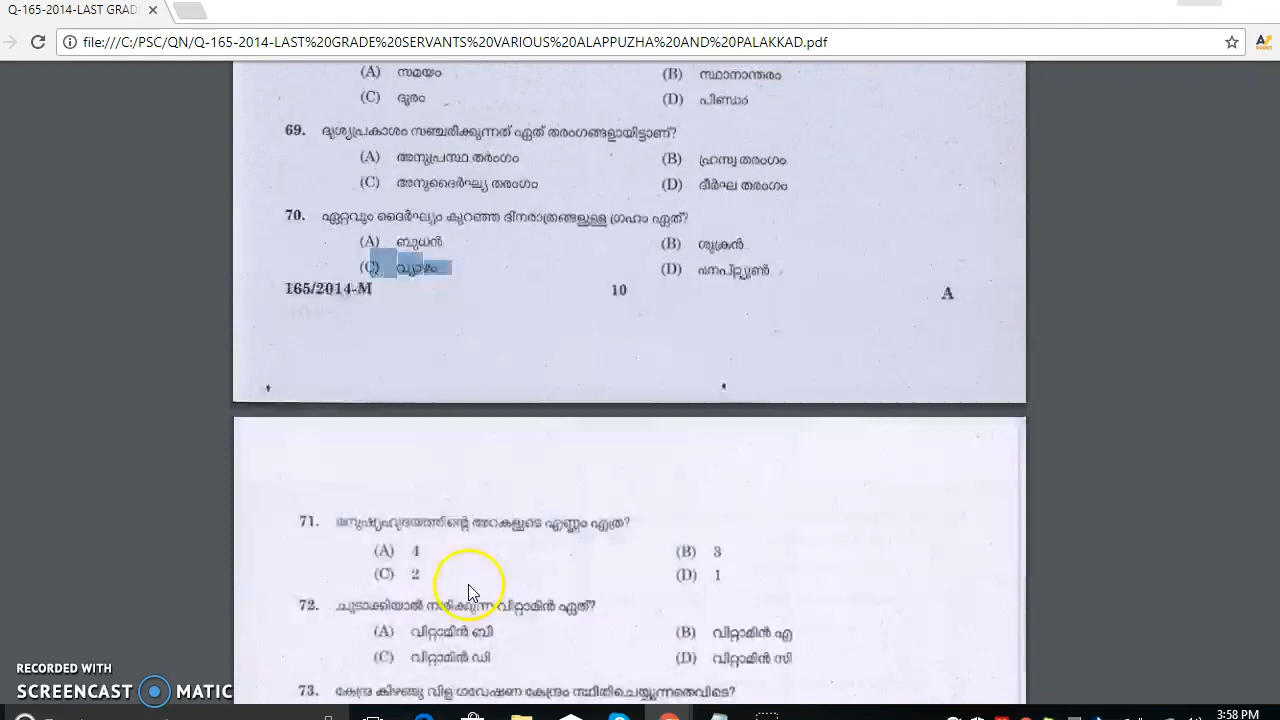 Q-165-2014-LAST GRAD
file:///C:/PSC/QN/Q-165-2014-LAST%20GRADE%20SERVANTS%20VARIOUS%20ALAPPUZHA%20AND%20PALAKKAD.pdf
(A) സമയം (B) സ്ഥാനാന്തരം
(C) ദൂരം (D) പിണ്ഡം
69. ദൃശ്യപ്രകാശം സഞ്ചരിക്കുന്നത് ഏത് തരംഗങ്ങളായിട്ടാണ്?
(A) അനുപ്രസ്ഥ തരംഗം (B) ഹ്രസ്വ തരംഗം
(C) അനുദൈർഘ്യ തരംഗം (D) ദീർഘ തരംഗം
70. ഏറ്റവും ദൈർഘ്യം കുറഞ്ഞ ദിനരാത്രങ്ങളുള്ള ഗ്രഹം ഏത്?
(A) ബുധൻ (B) ശുക്രൻ
(C) വ്യാഴം (D) നെപ്റ്റ്യൂൺ
165/2014-M 10 A
71. മനുഷ്യഹൃദയത്തിന്റെ അറകളുടെ എണ്ണം എത്ര?
(A) 4 (B) 3
(C) 2 (D) 1
72. ചൂടാക്കിയാൽ നശിക്കുന്ന വിറ്റാമിൻ ഏത്?
(A) വിറ്റാമിൻ ബി (B) വിറ്റാമിൻ എ
(C) വിറ്റാമിൻ ഡി (D) വിറ്റാമിൻ സി
73. കേന്ദ്ര കിഴങ്ങു വിള ഗവേഷണ കേന്ദ്രം സ്ഥിതിചെയ്യുന്നതെവിടെ?
RECORDED WITH
SCREENCAST MATIC
3:58 PM